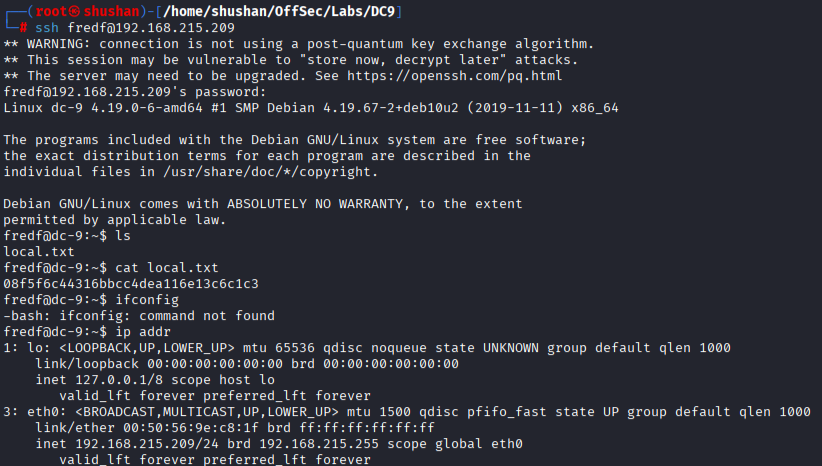 ┌──(root㉿shushan)-[/home/shushan/OffSec/Labs/DC9]
└─# ssh fredf@192.168.215.209
** WARNING: connection is not using a post-quantum key exchange algorithm.
** This session may be vulnerable to "store now, decrypt later" attacks.
** The server may need to be upgraded. See https://openssh.com/pq.html
fredf@192.168.215.209's password:
Linux dc-9 4.19.0-6-amd64 #1 SMP Debian 4.19.67-2+deb10u2 (2019-11-11) x86_64

The programs included with the Debian GNU/Linux system are free software;
the exact distribution terms for each program are described in the
individual files in /usr/share/doc/*/copyright.

Debian GNU/Linux comes with ABSOLUTELY NO WARRANTY, to the extent
permitted by applicable law.
fredf@dc-9:~$ ls
local.txt
fredf@dc-9:~$ cat local.txt
08f5f6c44316bbcc4dea116e13c6c1c3
fredf@dc-9:~$ ifconfig
-bash: ifconfig: command not found
fredf@dc-9:~$ ip addr
1: lo: <LOOPBACK,UP,LOWER_UP> mtu 65536 qdisc noqueue state UNKNOWN group default qlen 1000
    link/loopback 00:00:00:00:00:00 brd 00:00:00:00:00:00
    inet 127.0.0.1/8 scope host lo
       valid_lft forever preferred_lft forever
3: eth0: <BROADCAST,MULTICAST,UP,LOWER_UP> mtu 1500 qdisc pfifo_fast state UP group default qlen 1000
    link/ether 00:50:56:9e:c8:1f brd ff:ff:ff:ff:ff:ff
    inet 192.168.215.209/24 brd 192.168.215.255 scope global eth0
       valid_lft forever preferred_lft forever